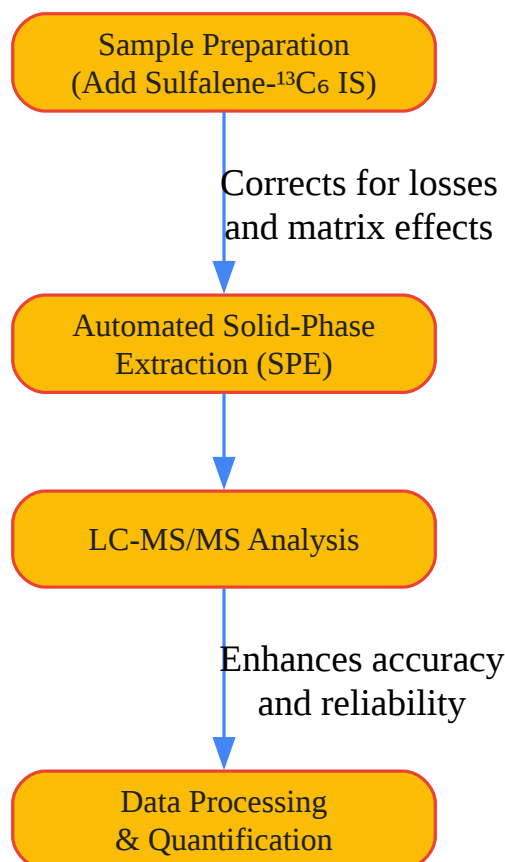 Sample Preparation
(Add Sulfalene-¹³C₆ IS)
Corrects for losses
and matrix effects
Automated Solid-Phase
Extraction (SPE)
LC-MS/MS Analysis
Enhances accuracy
and reliability
Data Processing
& Quantification